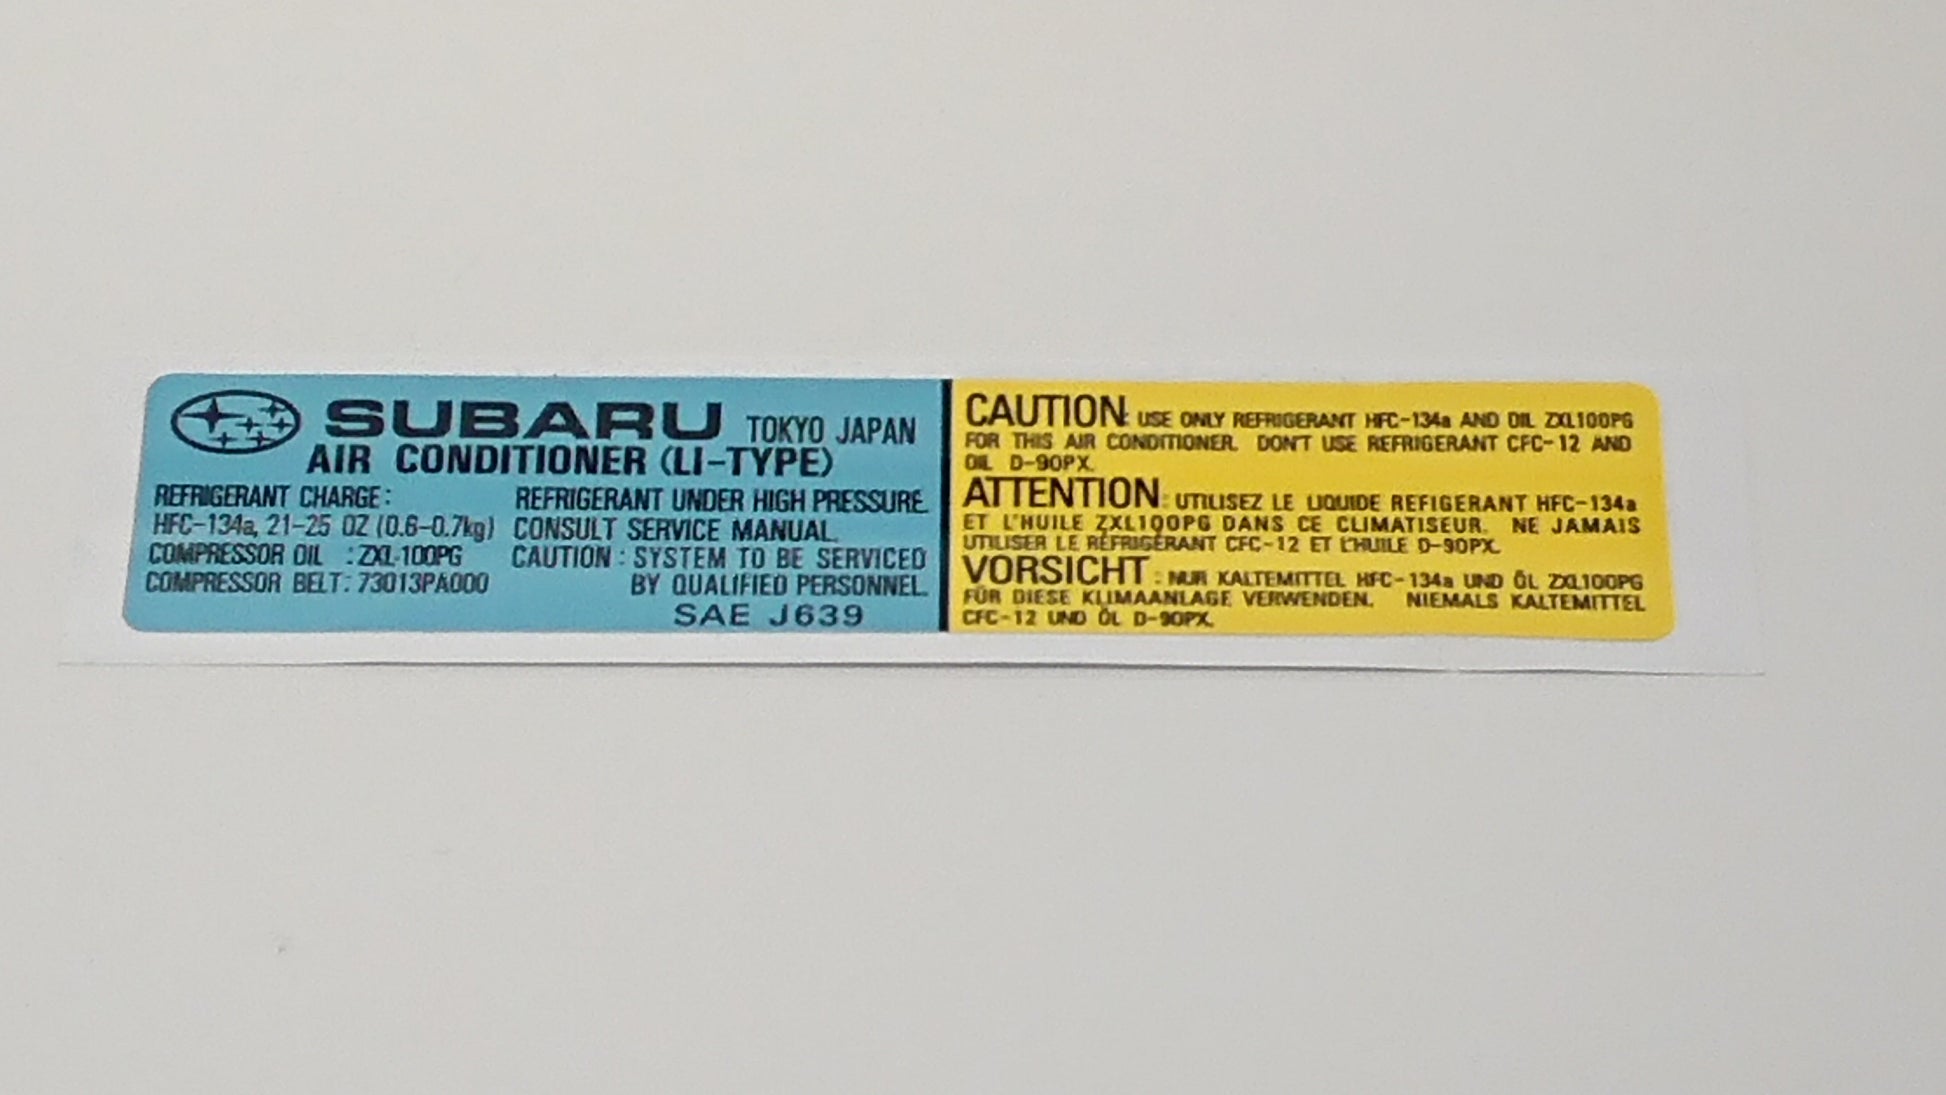 SUBARU TOKYO JAPAN
AIR CONDITIONER (LI-TYPE)
REFRIGERANT CHARGE:
HFC-134a, 21-25 OZ (0.6-0.7kg)
COMPRESSOR OIL : ZXL-100PG
COMPRESSOR BELT: 73013PA000
REFRIGERANT UNDER HIGH PRESSURE.
CONSULT SERVICE MANUAL.
CAUTION : SYSTEM TO BE SERVICED
BY QUALIFIED PERSONNEL.
SAE J639
CAUTION: USE ONLY REFRIGERANT HFC-134a AND OIL ZXL100PG
FOR THIS AIR CONDITIONER. DON'T USE REFRIGERANT CFC-12 AND
OIL D-90PX.
ATTENTION: UTILISEZ LE LIQUIDE REFIGERANT HFC-134a
ET L'HUILE ZXL100PG DANS CE CLIMATISEUR. NE JAMAIS
UTILISER LE RÉFRIGÉRANT CFC-12 ET L'HUILE D-90PX.
VORSICHT : NUR KALTEMITTEL HFC-134a UND ÖL ZXL100PG
FÜR DIESE KLIMAANLAGE VERWENDEN. NIEMALS KALTEMITTEL
CFC-12 UND ÖL D-90PX.